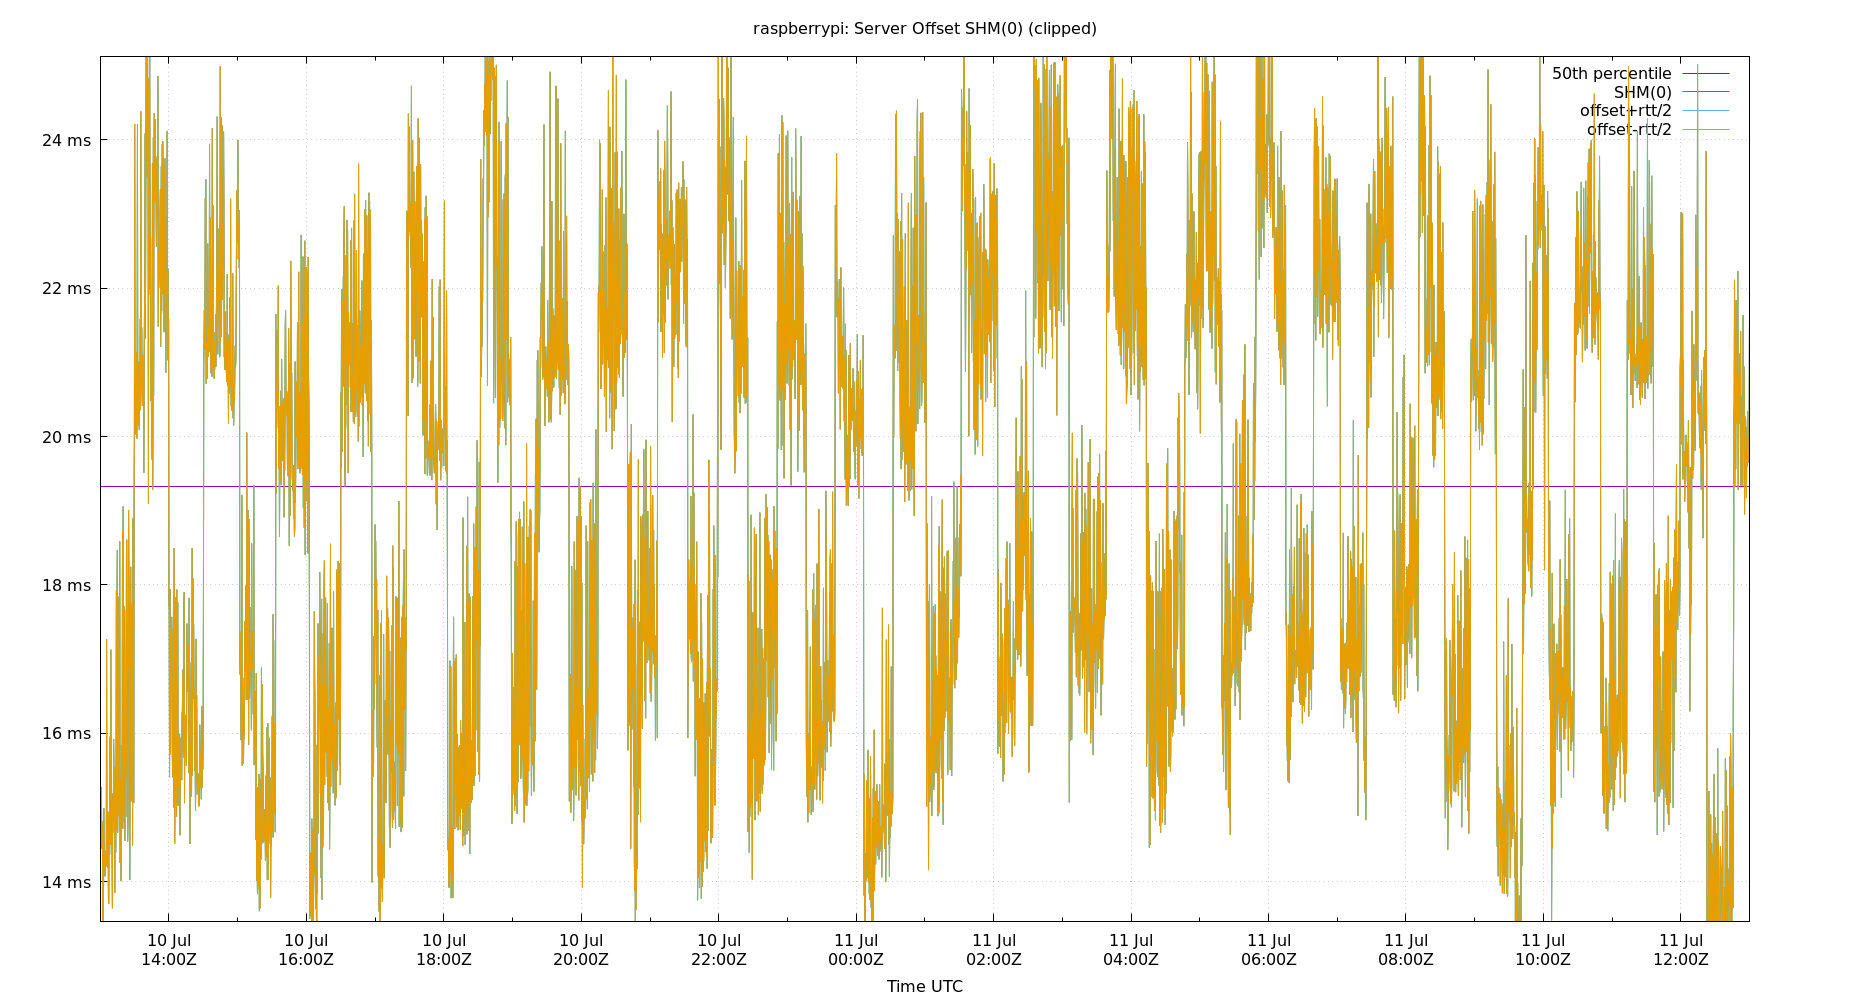 raspberrypi: Server Offset SHM(0) (clipped)
50th percentile
SHM(0)
offset+rtt/2
offset-rtt/2
24 ms
22 ms
20 ms
18 ms
16 ms
14 ms
10 Jul 10 Jul 10 Jul 10 Jul 10 Jul 11 Jul 11 Jul 11 Jul 11 Jul 11 Jul 11 Jul 11 Jul
14:00Z 16:00Z 18:00Z 20:00Z 22:00Z 00:00Z 02:00Z 04:00Z 06:00Z 08:00Z 10:00Z 12:00Z
Time UTC